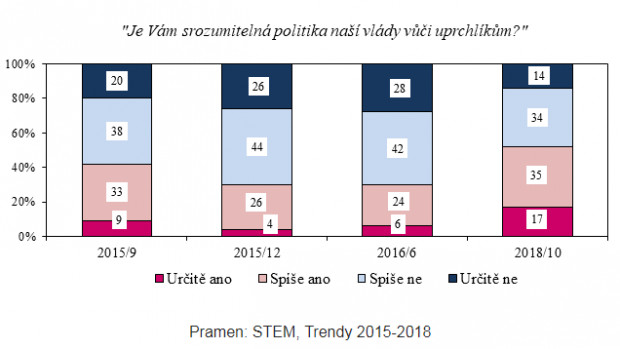 "Je Vám srozumitelná politika naší vlády vůči uprchlíkům?"
100%
80%
60%
40%
20%
0%
20 26 28 14
38 44 42 34
33 26 24 35
9 4 6 17
2015/9 2015/12 2016/6 2018/10
Určitě ano Spíše ano Spíše ne Určitě ne
Pramen: STEM, Trendy 2015-2018